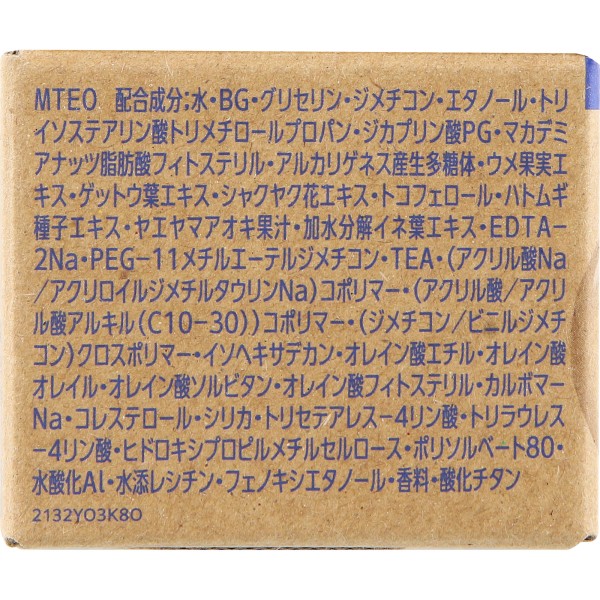 MTEO 配合成分:水・BG・グリセリン・ジメチコン・エタノール・トリ
イソステアリン酸トリメチロールプロパン・ジカプリン酸PG・マカデミ
アナッツ脂肪酸フィトステリル・アルカリゲネス産生多糖体・ウメ果実エ
キス・ゲットウ葉エキス・シャクヤク花エキス・トコフェロール・ハトムギ
種子エキス・ヤエヤマアオキ果汁・加水分解イネ葉エキス・EDTA-
2Na・PEG-11メチルエーテルジメチコン・TEA・(アクリル酸Na
/アクリロイルジメチルタウリンNa)コポリマー・(アクリル酸/アクリ
ル酸アルキル(C10-30))コポリマー・(ジメチコン/ビニルジメチ
コン)クロスポリマー・イソヘキサデカン・オレイン酸エチル・オレイン酸
オレイル・オレイン酸ソルビタン・オレイン酸フィトステリル・カルボマー
Na・コレステロール・シリカ・トリセテアレス-4リン酸・トリラウレス
-4リン酸・ヒドロキシプロピルメチルセルロース・ポリソルベート80・
水酸化Al・水添レシチン・フェノキシエタノール・香料・酸化チタン
2132Y03K80